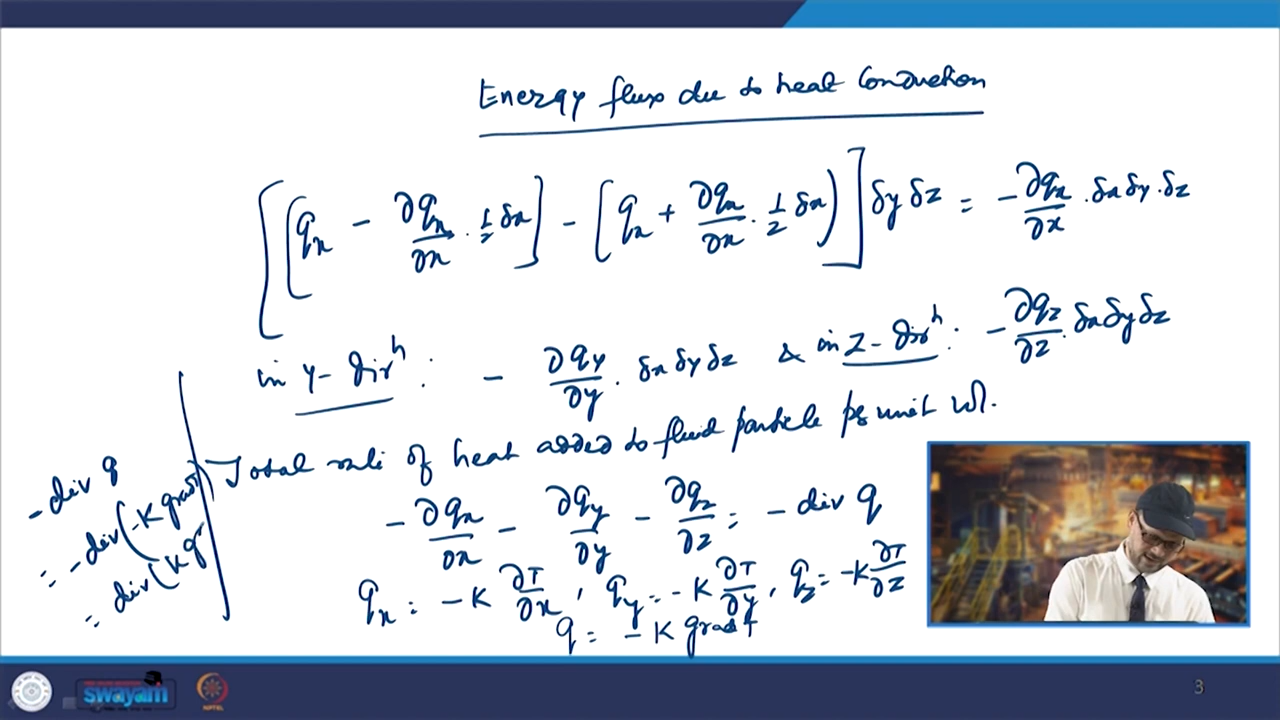 Energy flux due to heat Conduction
[(qx − ∂qx/∂x . 1/2 δx] − [qx + ∂qx/∂x . 1/2 δx)] δy δz = − ∂qx/∂x . δx δy . δz
in y-dirⁿ : − ∂qy/∂y . δx δy δz & in z-dirⁿ : − ∂qz/∂z . δx δy δz
Total rate of heat added to fluid particle per unit vol.
− ∂qx/∂x − ∂qy/∂y − ∂qz/∂z = − div q
qx = −K ∂T/∂x , qy = −K ∂T/∂y , qz = −K ∂T/∂z
q = −K grad T
− div q
= − div(−K grad T)
= div(K gr
swayam
NPTEL
3